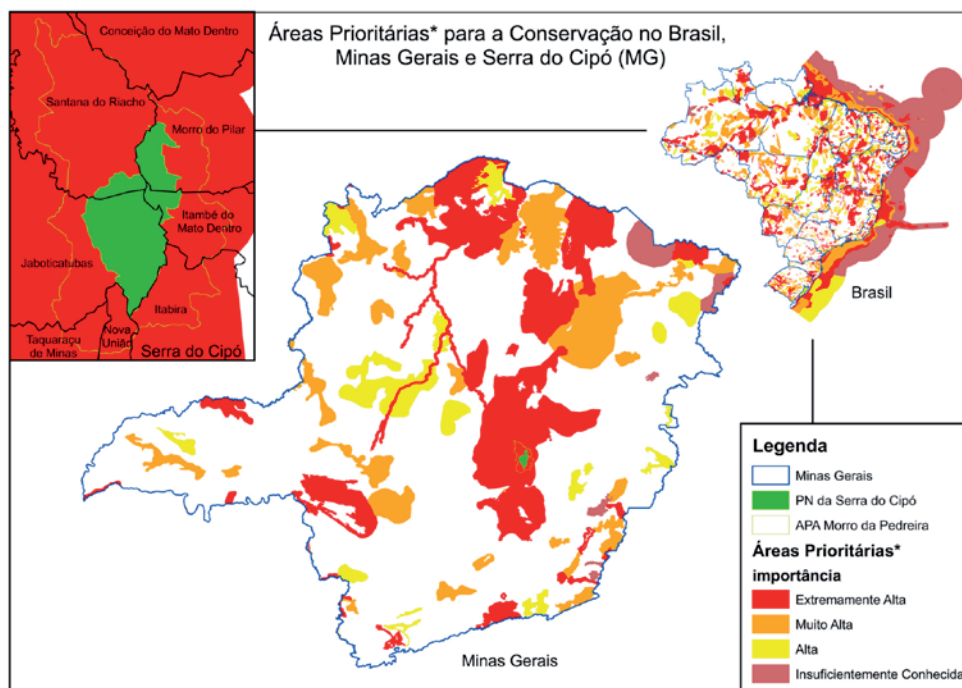 Áreas Prioritárias* para a Conservação no Brasil,
Minas Gerais e Serra do Cipó (MG)
Conceição do Mato Dentro
Santana do Riacho
Morro do Pilar
Itambé do
Mato Dentro
Jaboticatubas
Itabira
Nova
União
Taquaraçu
de Minas
Serra do Cipó
Brasil
Minas Gerais
Legenda
Minas Gerais
PN da Serra do Cipó
APA Morro da Pedreira
Áreas Prioritárias*
importância
Extremamente Alta
Muito Alta
Alta
Insuficientemente Conhecida